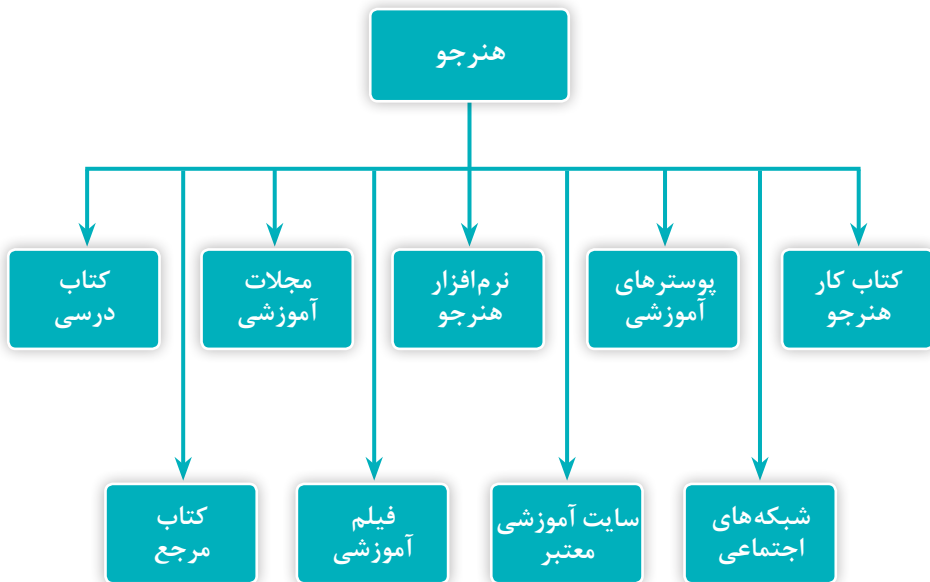 هنرجو
کتاب کار
هنرجو
پوسترهای
آموزشی
نرم‌افزار
هنرجو
مجلات
آموزشی
کتاب
درسی
شبکه‌های
اجتماعی
سایت آموزشی
معتبر
فیلم
آموزشی
کتاب
مرجع